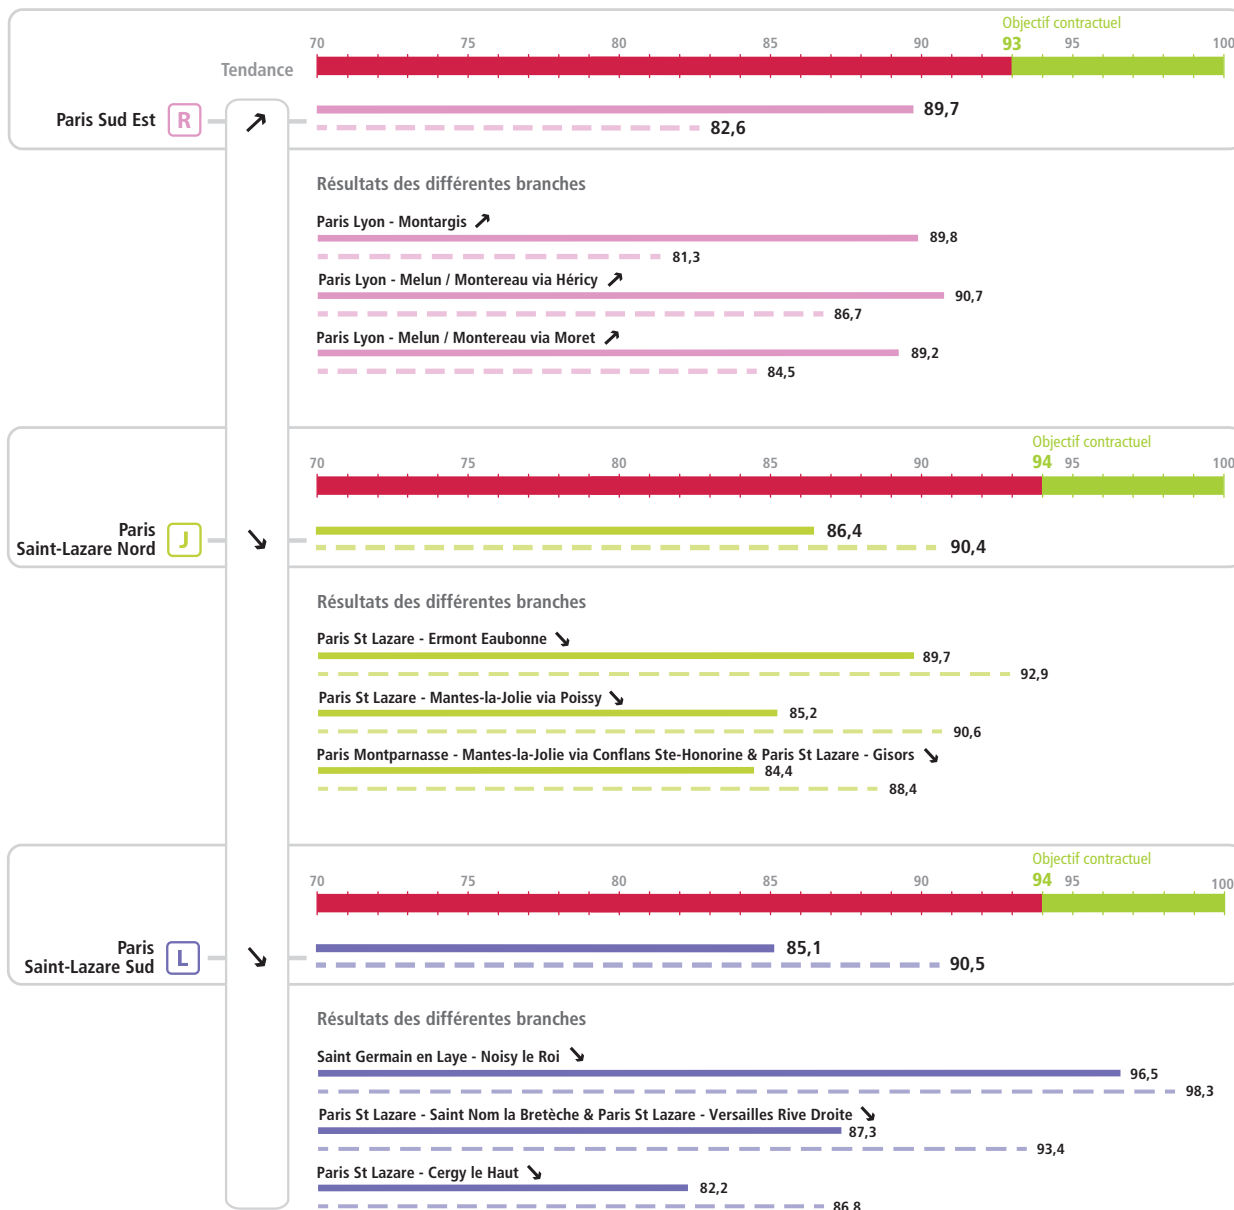 Objectif contractuel
70 75 80 85 90 93 95 100
Tendance
Paris Sud Est R
89,7
82,6
Résultats des différentes branches
Paris Lyon - Montargis
89,8
81,3
Paris Lyon - Melun / Montereau via Héricy
90,7
86,7
Paris Lyon - Melun / Montereau via Moret
89,2
84,5
Objectif contractuel
70 75 80 85 90 94 95 100
Paris
Saint-Lazare Nord J
86,4
90,4
Résultats des différentes branches
Paris St Lazare - Ermont Eaubonne
89,7
92,9
Paris St Lazare - Mantes-la-Jolie via Poissy
85,2
90,6
Paris Montparnasse - Mantes-la-Jolie via Conflans Ste-Honorine & Paris St Lazare - Gisors
84,4
88,4
Objectif contractuel
70 75 80 85 90 94 95 100
Paris
Saint-Lazare Sud L
85,1
90,5
Résultats des différentes branches
Saint Germain en Laye - Noisy le Roi
96,5
98,3
Paris St Lazare - Saint Nom la Bretèche & Paris St Lazare - Versailles Rive Droite
87,3
93,4
Paris St Lazare - Cergy le Haut
82,2
86,8